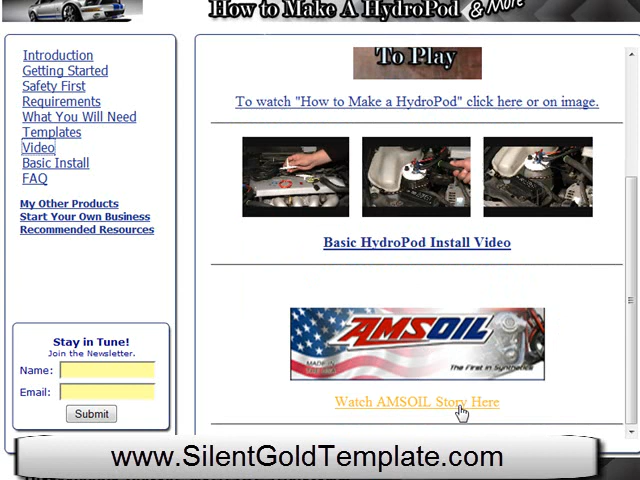 How to Make A HydroPod & More
Introduction
Getting Started
Safety First
Requirements
What You Will Need
Templates
Video
Basic Install
FAQ
My Other Products
Start Your Own Business
Recommended Resources
Stay in Tune!
Join the Newsletter.
Name:
Email:
Submit
To Play
To watch "How to Make a HydroPod" click here or on image.
Basic HydroPod Install Video
AMSOIL
MADE IN
The First in Synthetics
Watch AMSOIL Story Here
www.SilentGoldTemplate.com